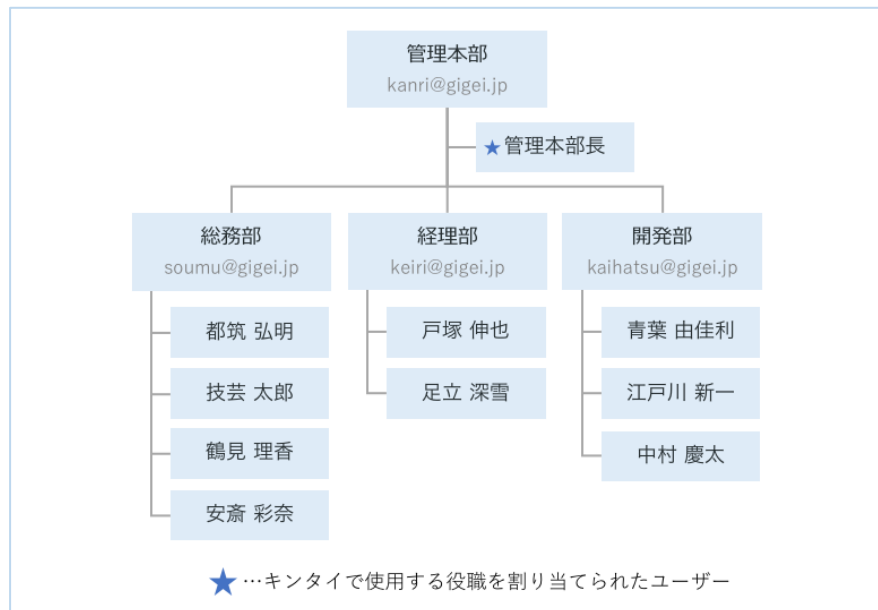 管理本部
kanri@gigei.jp
★管理本部長
総務部
soumu@gigei.jp
経理部
keiri@gigei.jp
開発部
kaihatsu@gigei.jp
都筑 弘明
技芸 太郎
鶴見 理香
安斎 彩奈
戸塚 伸也
足立 深雪
青葉 由佳利
江戸川 新一
中村 慶太
★…キンタイで使用する役職を割り当てられたユーザー